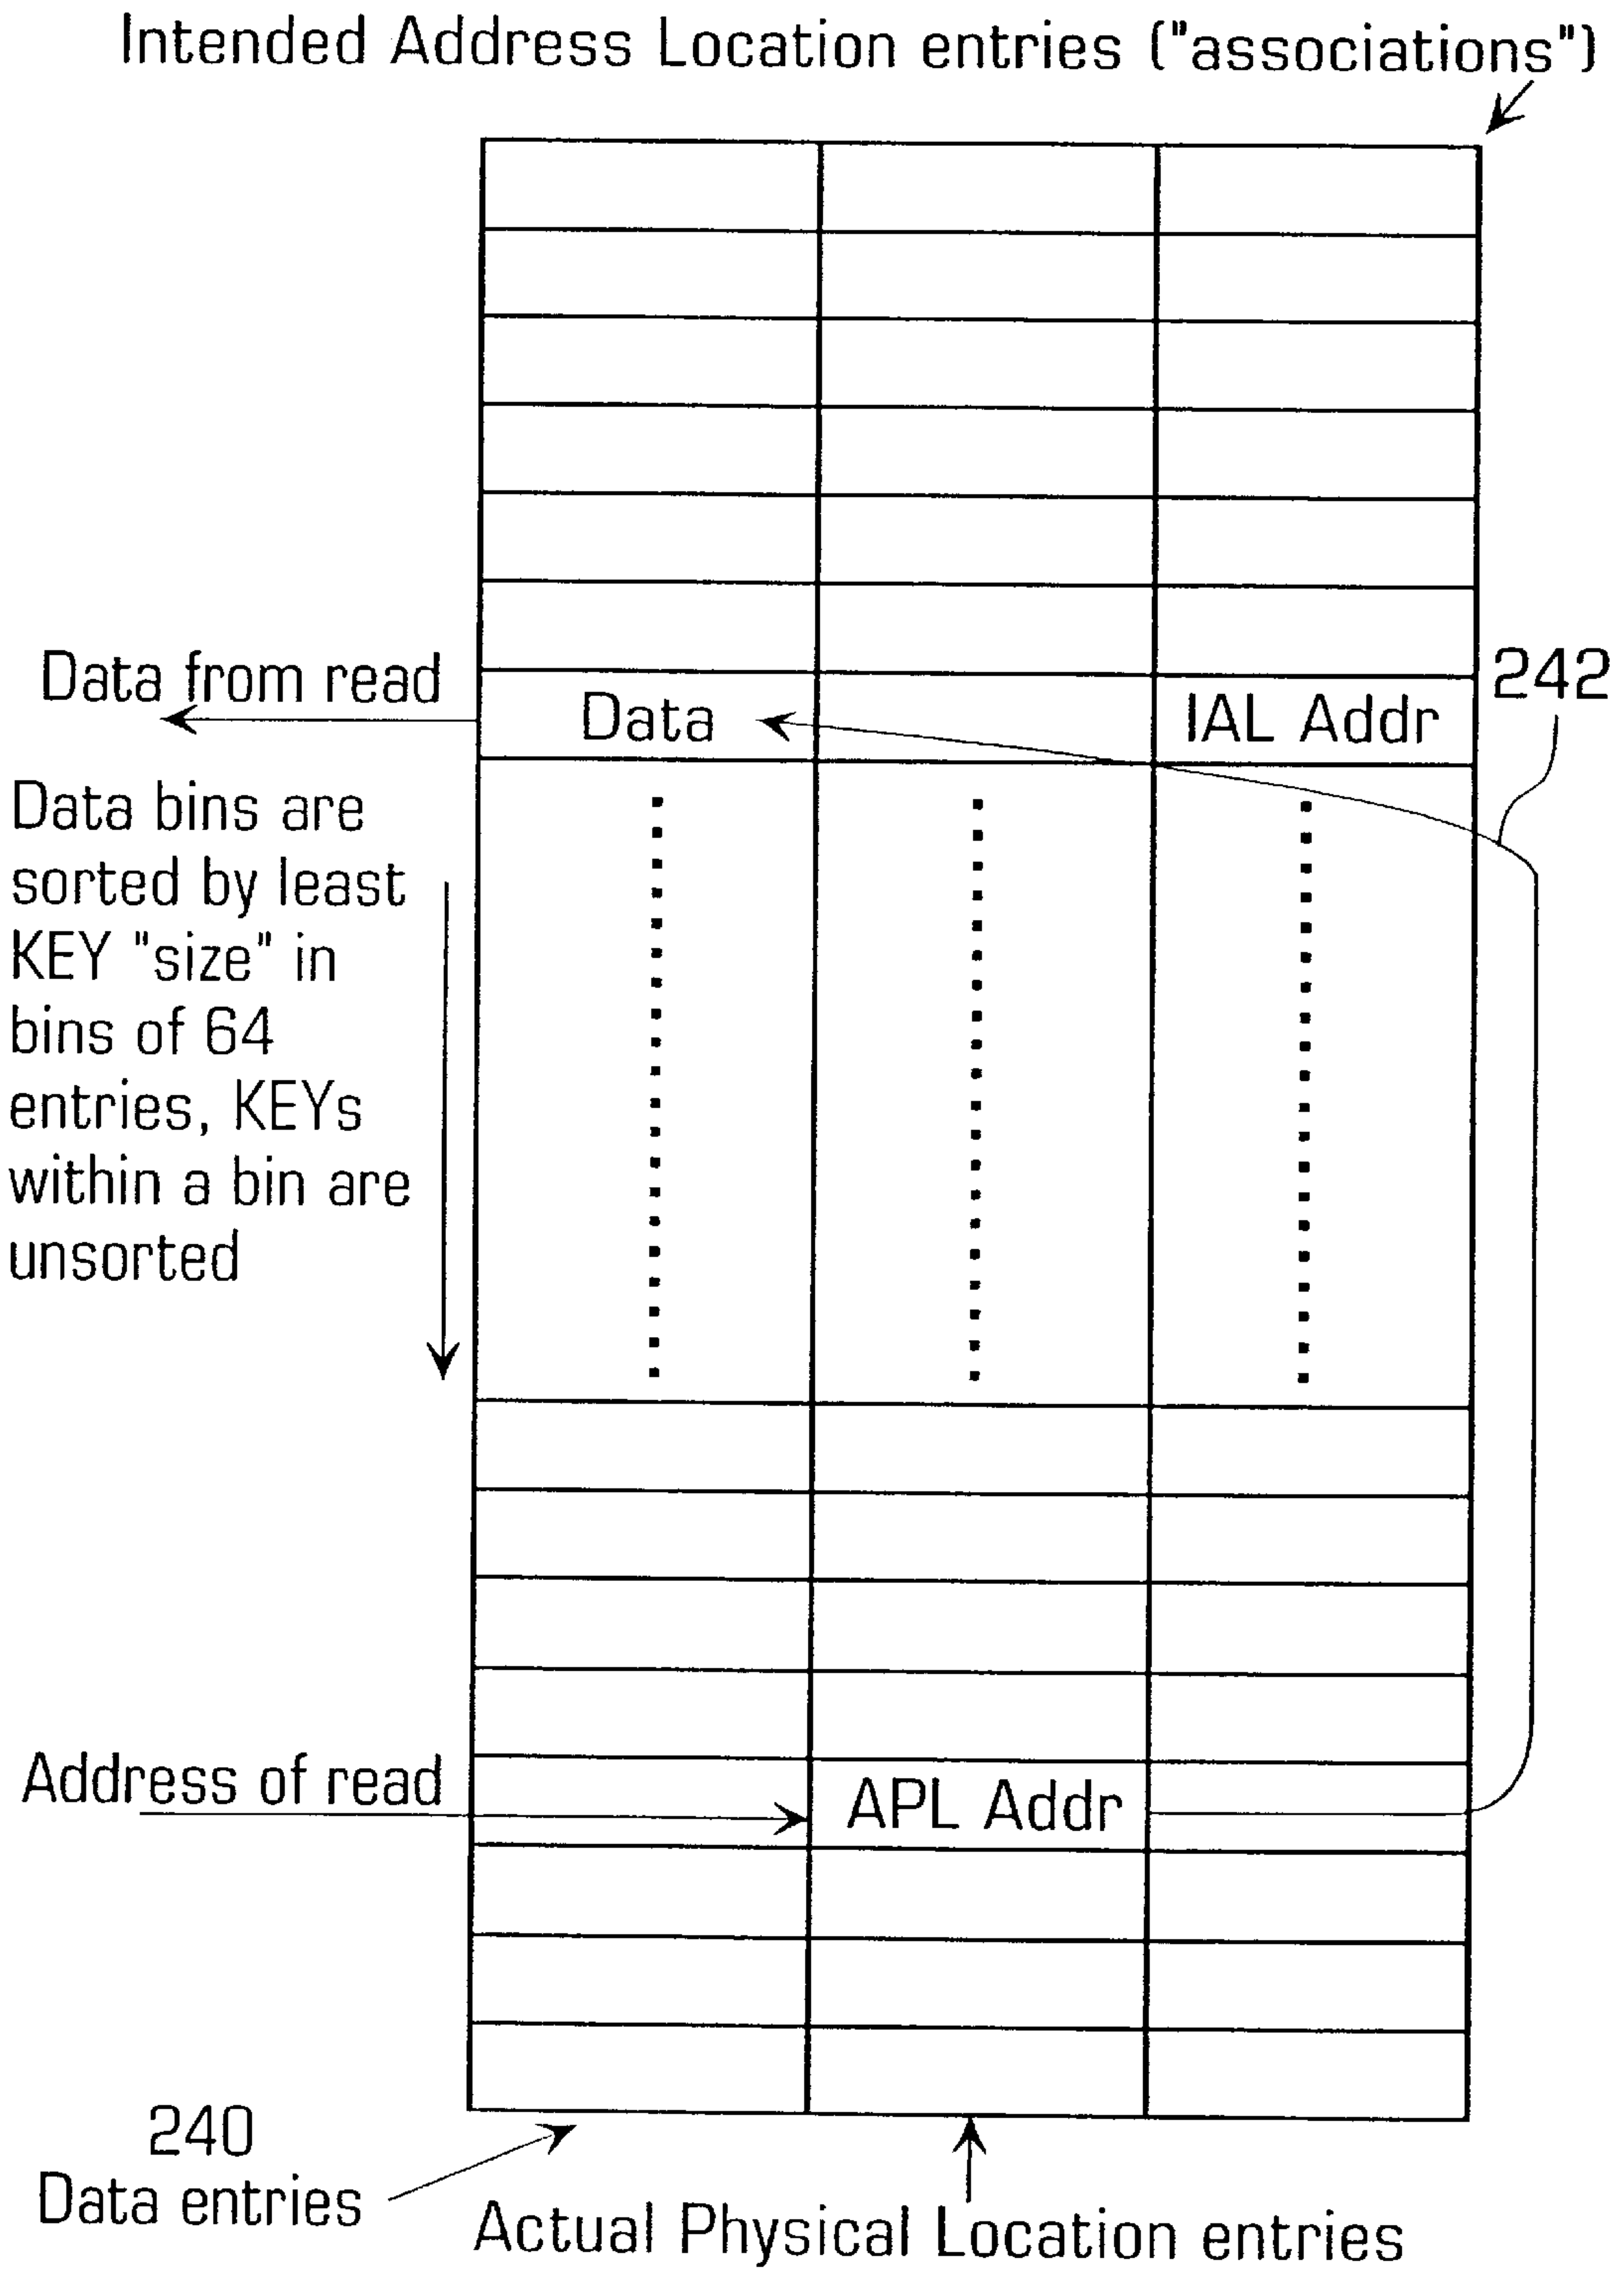 Intended Address Location entries ("associations")
Data from read
Data
IAL Addr
242
Data bins are
sorted by least
KEY "size" in
bins of 64
entries, KEYs
within a bin are
unsorted
Address of read
APL Addr
240
Data entries
Actual Physical Location entries